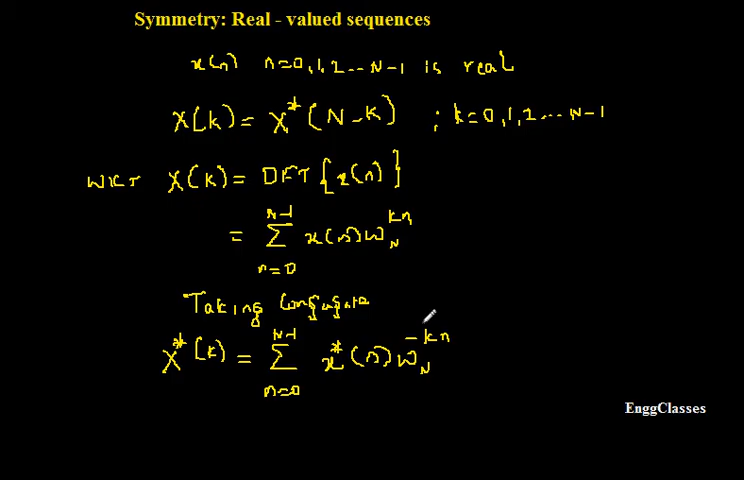 Symmetry: Real - valued sequences
x(n) n=0,1,2...N-1 is real
X(k) = X*(N-k) ; k=0,1,2...N-1
WKT X(k) = DFT {x(n)}
= Σ_{n=0}^{N-1} x(n) W_N^{kn}
Taking Conjugate
X*(k) = Σ_{n=0}^{N-1} x*(n) W_N^{-kn}
EnggClasses